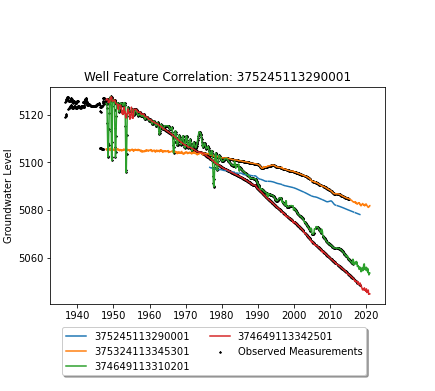 Well Feature Correlation: 375245113290001
Groundwater Level
5120
5100
5080
5060
1940 1950 1960 1970 1980 1990 2000 2010 2020
375245113290001
375324113345301
374649113310201
374649113342501
Observed Measurements